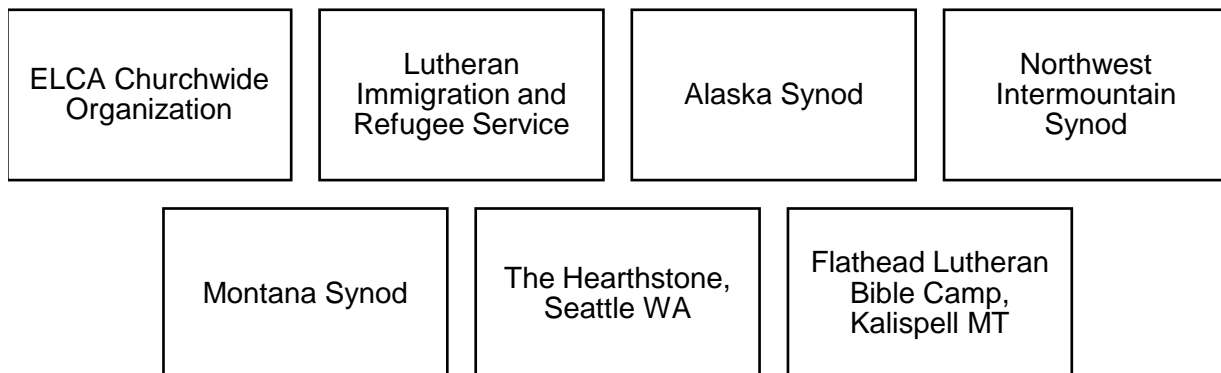 ELCA Churchwide
Organization
Lutheran
Immigration and
Refugee Service
Alaska Synod
Northwest
Intermountain
Synod
Montana Synod
The Hearthstone,
Seattle WA
Flathead Lutheran
Bible Camp,
Kalispell MT